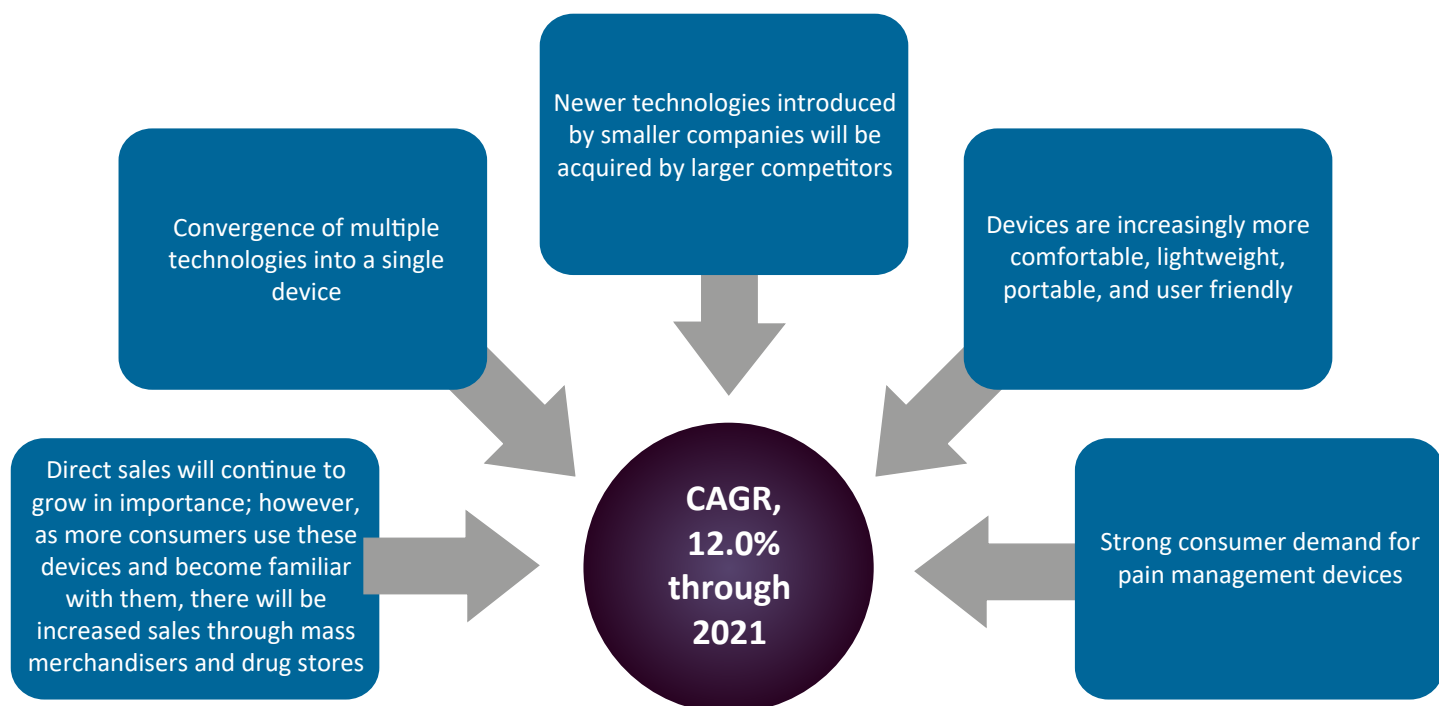 Newer technologies introduced
by smaller companies will be
acquired by larger competitors
Convergence of multiple
technologies into a single
device
Devices are increasingly more
comfortable, lightweight,
portable, and user friendly
Direct sales will continue to
grow in importance; however,
as more consumers use these
devices and become familiar
with them, there will be
increased sales through mass
merchandisers and drug stores
CAGR,
12.0%
through
2021
Strong consumer demand for
pain management devices